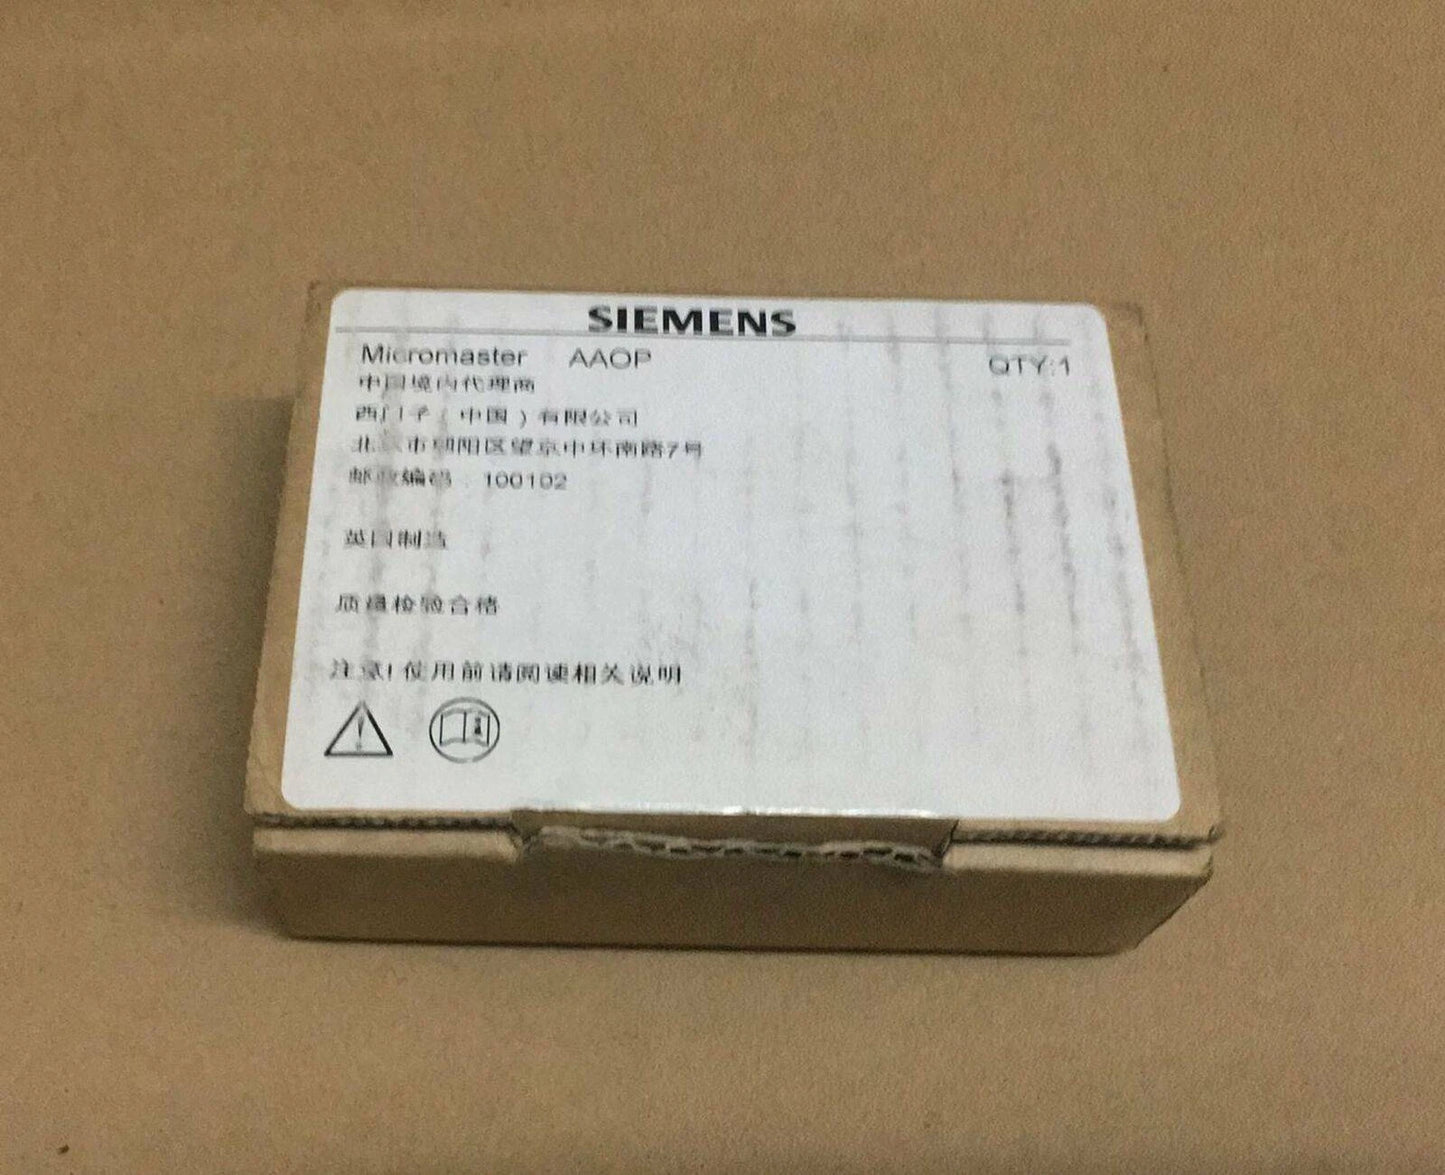 SIEMENS
Micromaster AAOP QTY:1
中国境内代理商
西门子（中国）有限公司
北京市朝阳区望京中环南路7号
邮政编码：100102
英国制造
质量检验合格
注意!使用前请阅读相关说明